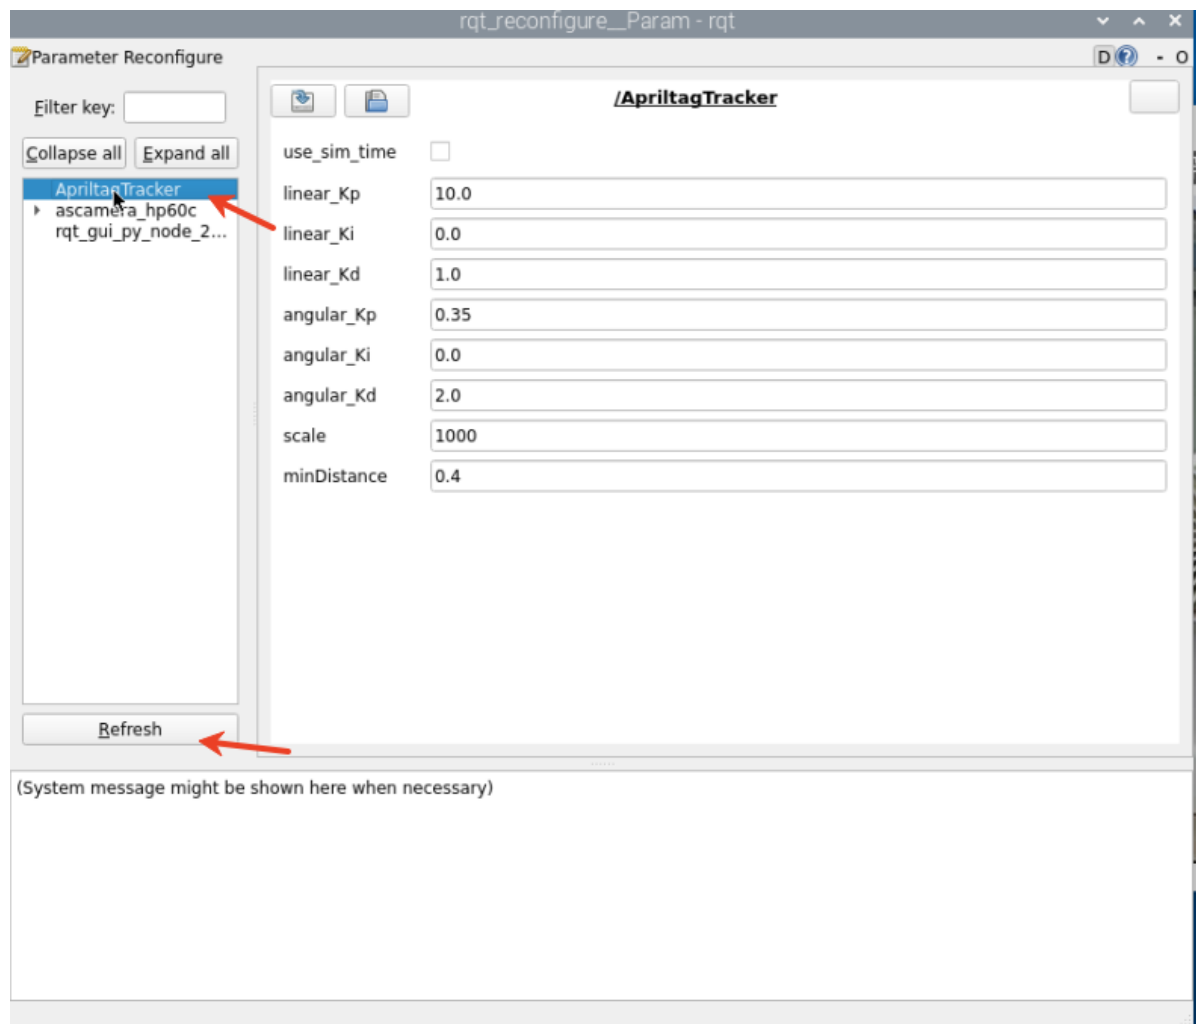 rqt_reconfigure__Param - rqt
Parameter Reconfigure
D
- O
Filter key:
Collapse all
Expand all
ApriltagTracker
ascamera_hp60c
rqt_gui_py_node_2...
Refresh
/ApriltagTracker
use_sim_time
linear_Kp 10.0
linear_Ki 0.0
linear_Kd 1.0
angular_Kp 0.35
angular_Ki 0.0
angular_Kd 2.0
scale 1000
minDistance 0.4
(System message might be shown here when necessary)